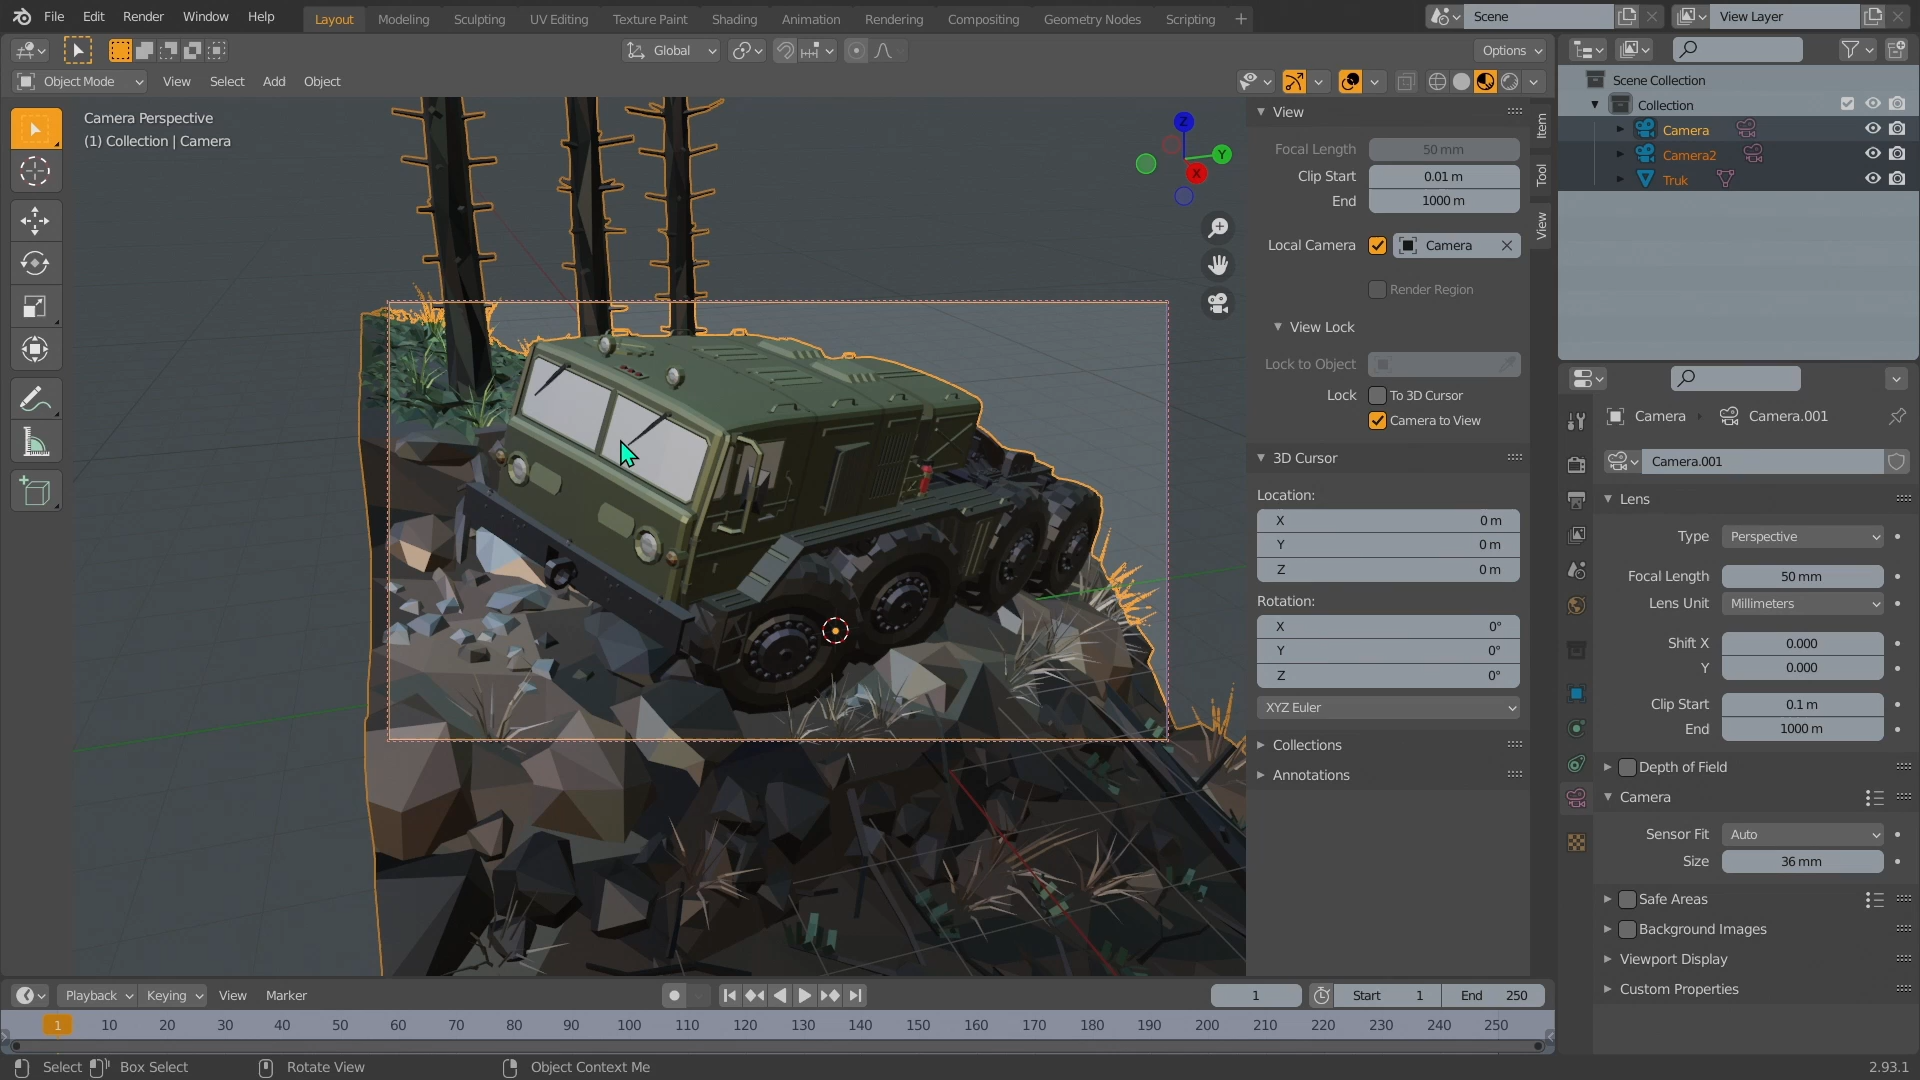 File Edit Render Window Help Layout Modeling Sculpting UV Editing Texture Paint Shading Animation Rendering Compositing Geometry Nodes Scripting + Scene View Layer
Global Options
Object Mode View Select Add Object
Camera Perspective
(1) Collection | Camera
Z
Y
X
View
Focal Length 50 mm
Clip Start 0.01 m
End 1000 m
Local Camera Camera
Render Region
View Lock
Lock to Object
Lock To 3D Cursor
Camera to View
3D Cursor
Location:
X 0 m
Y 0 m
Z 0 m
Rotation:
X 0°
Y 0°
Z 0°
XYZ Euler
Collections
Annotations
Item
Tool
View
Scene Collection
Collection
Camera
Camera2
Truk
Camera Camera.001
Camera.001
Lens
Type Perspective
Focal Length 50 mm
Lens Unit Millimeters
Shift X 0.000
Y 0.000
Clip Start 0.1 m
End 1000 m
Depth of Field
Camera
Sensor Fit Auto
Size 36 mm
Safe Areas
Background Images
Viewport Display
Custom Properties
Playback Keying View Marker 1 Start 1 End 250
1 10 20 30 40 50 60 70 80 90 100 110 120 130 140 150 160 170 180 190 200 210 220 230 240 250
Select Box Select Rotate View Object Context Me 2.93.1